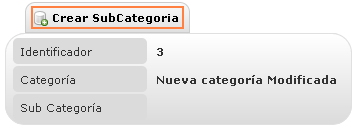 Crear SubCategoria
Identificador 3
Categoría Nueva categoría Modificada
Sub Categoría